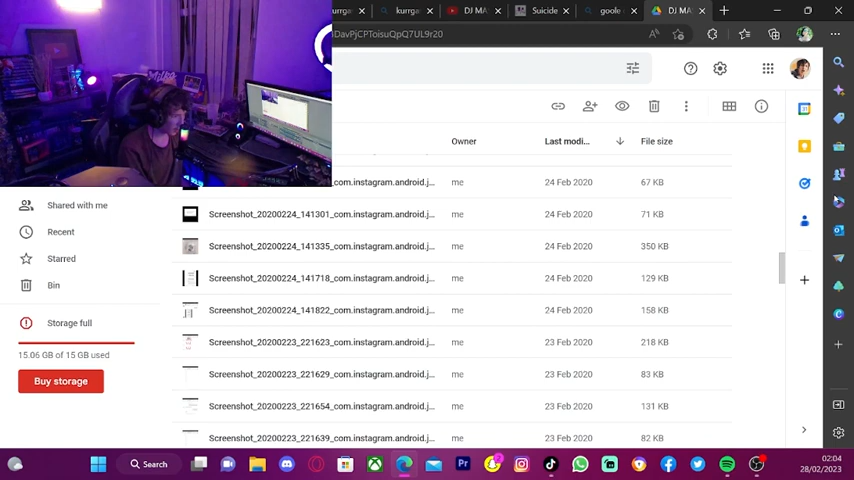 kurrga
kurrga
DJ MA
Suicide
goole
DJ MA
DavPjCPToisuQpQ7UL9r20
Owner
Last modi...
File size
Screenshot_20200224_141301_com.instagram.android.j...
Screenshot_20200224_141335_com.instagram.android.j...
Screenshot_20200224_141718_com.instagram.android.j...
Screenshot_20200224_141822_com.instagram.android.j...
Screenshot_20200223_221623_com.instagram.android.j...
Screenshot_20200223_221629_com.instagram.android.j...
Screenshot_20200223_221654_com.instagram.android.j...
Screenshot_20200223_221639_com.instagram.android.j...
_com.instagram.android.j...
me 24 Feb 2020 67 KB
me 24 Feb 2020 71 KB
me 24 Feb 2020 350 KB
me 24 Feb 2020 129 KB
me 24 Feb 2020 158 KB
me 23 Feb 2020 218 KB
me 23 Feb 2020 83 KB
me 23 Feb 2020 131 KB
me 23 Feb 2020 82 KB
Shared with me
Recent
Starred
Bin
Storage full
15.06 GB of 15 GB used
Buy storage
Search
02:04
28/02/2023